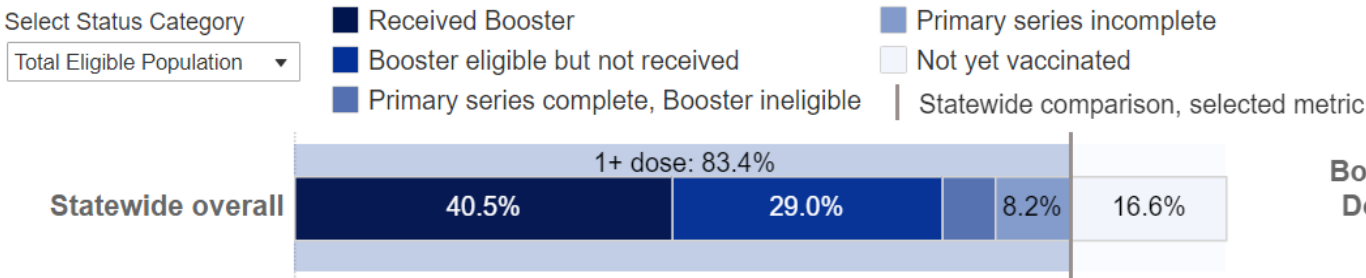 Select Status Category
Total Eligible Population
Received Booster
Booster eligible but not received
Primary series complete, Booster ineligible
Primary series incomplete
Not yet vaccinated
Statewide comparison, selected metric
1+ dose: 83.4%
Statewide overall
40.5%
29.0%
8.2%
16.6%